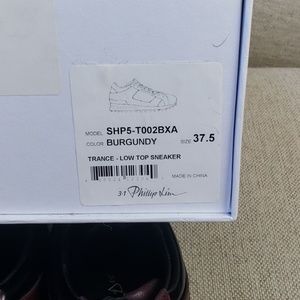 MODEL SHP5-T002BXA
COLOR BURGUNDY SIZE 37.5
TRANCE - LOW TOP SNEAKER
MADE IN CHINA
3.1 Phillip Lim